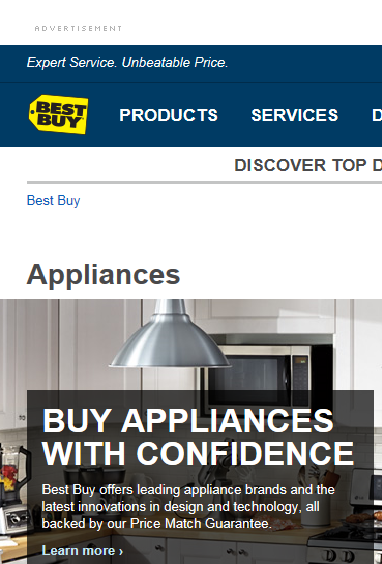 ADVERTISEMENT
Expert Service. Unbeatable Price.
BEST
BUY
PRODUCTS SERVICES D
DISCOVER TOP D
Best Buy
Appliances
BUY APPLIANCES
WITH CONFIDENCE
Best Buy offers leading appliance brands and the
latest innovations in design and technology, all
backed by our Price Match Guarantee.
Learn more ›